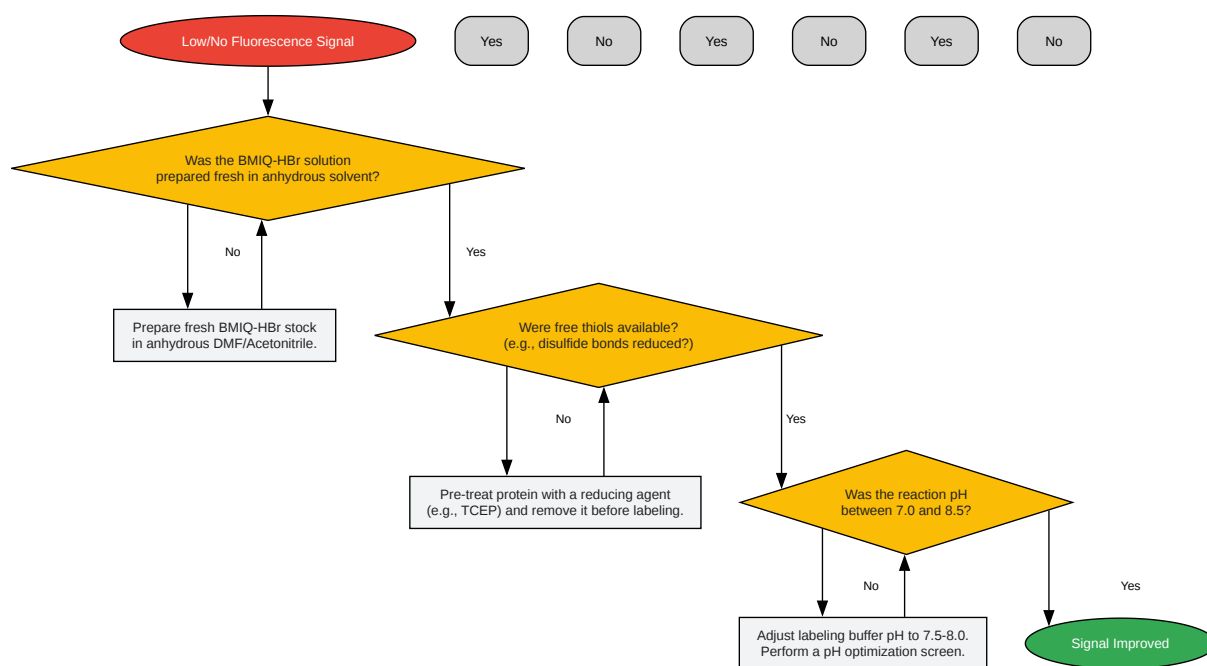 Low/No Fluorescence Signal
Yes
No
Yes
No
Yes
No
Was the BMIQ-HBr solution
prepared fresh in anhydrous solvent?
No
Yes
Prepare fresh BMIQ-HBr stock
in anhydrous DMF/Acetonitrile.
Were free thiols available?
(e.g., disulfide bonds reduced?)
No
Yes
Pre-treat protein with a reducing agent
(e.g., TCEP) and remove it before labeling.
Was the reaction pH
between 7.0 and 8.5?
No
Yes
Adjust labeling buffer pH to 7.5-8.0.
Perform a pH optimization screen.
Signal Improved